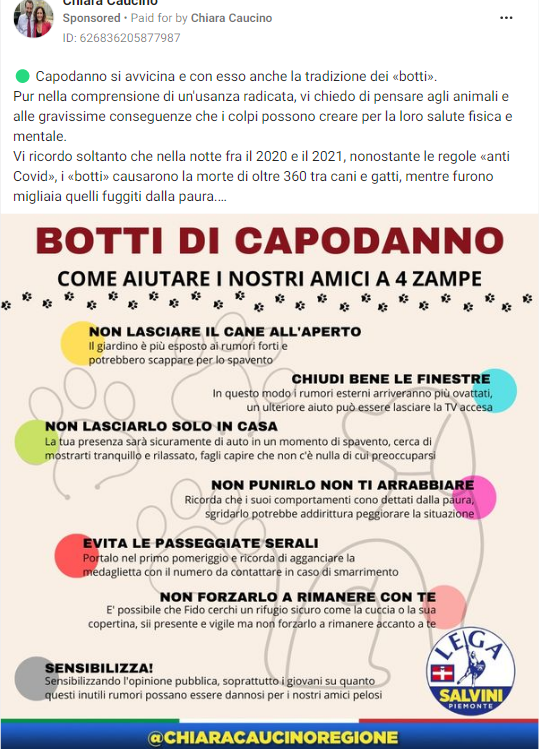 Chiara Caucino
Sponsored • Paid for by Chiara Caucino
ID: 626836205877987
Capodanno si avvicina e con esso anche la tradizione dei «botti».
Pur nella comprensione di un'usanza radicata, vi chiedo di pensare agli animali e
alle gravissime conseguenze che i colpi possono creare per la loro salute fisica e
mentale.
Vi ricordo soltanto che nella notte fra il 2020 e il 2021, nonostante le regole «anti
Covid», i «botti» causarono la morte di oltre 360 tra cani e gatti, mentre furono
migliaia quelli fuggiti dalla paura....
BOTTI DI CAPODANNO
COME AIUTARE I NOSTRI AMICI A 4 ZAMPE
NON LASCIARE IL CANE ALL'APERTO
Il giardino è più esposto ai rumori forti e
potrebbero scappare per lo spavento
CHIUDI BENE LE FINESTRE
In questo modo i rumori esterni arriveranno più ovattati,
un ulteriore aiuto può essere lasciare la TV accesa
NON LASCIARLO SOLO IN CASA
La tua presenza sarà sicuramente di auto in un momento di spavento, cerca di
mostrarti tranquillo e rilassato, fagli capire che non c'è nulla di cui preoccuparsi
NON PUNIRLO NON TI ARRABBIARE
Ricorda che i suoi comportamenti cono dettati dalla paura,
sgridarlo potrebbe addirittura peggiorare la situazione
EVITA LE PASSEGGIATE SERALI
Portalo nel primo pomeriggio e ricorda di agganciare la
medaglietta con il numero da contattare in caso di smarrimento
NON FORZARLO A RIMANERE CON TE
E' possibile che Fido cerchi un rifugio sicuro come la cuccia o la sua
copertina, sii presente e vigile ma non forzarlo a rimanere accanto a te
SENSIBILIZZA!
Sensibilizzando l'opinione pubblica, soprattutto i giovani su quanto
questi inutili rumori possano essere dannosi per i nostri amici pelosi
LEGA
SALVINI
PIEMONTE
@CHIARACAUCINOREGIONE